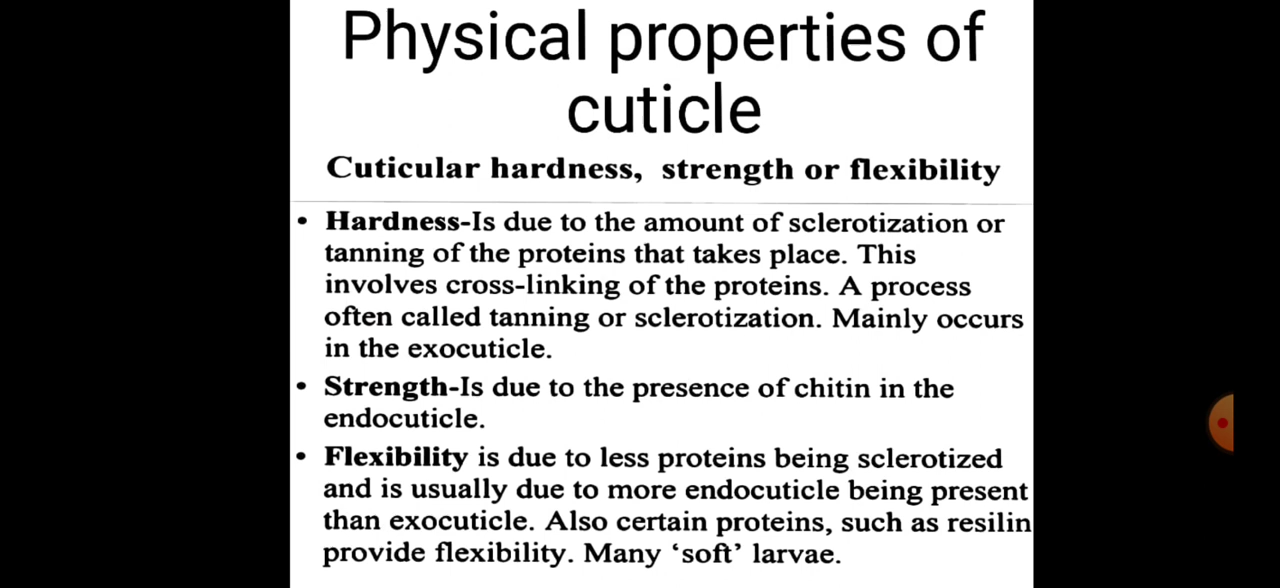 Physical properties of
cuticle
Cuticular hardness, strength or flexibility
• Hardness-Is due to the amount of sclerotization or
tanning of the proteins that takes place. This
involves cross-linking of the proteins. A process
often called tanning or sclerotization. Mainly occurs
in the exocuticle.
• Strength-Is due to the presence of chitin in the
endocuticle.
• Flexibility is due to less proteins being sclerotized
and is usually due to more endocuticle being present
than exocuticle. Also certain proteins, such as resilin
provide flexibility. Many ‘soft’ larvae.